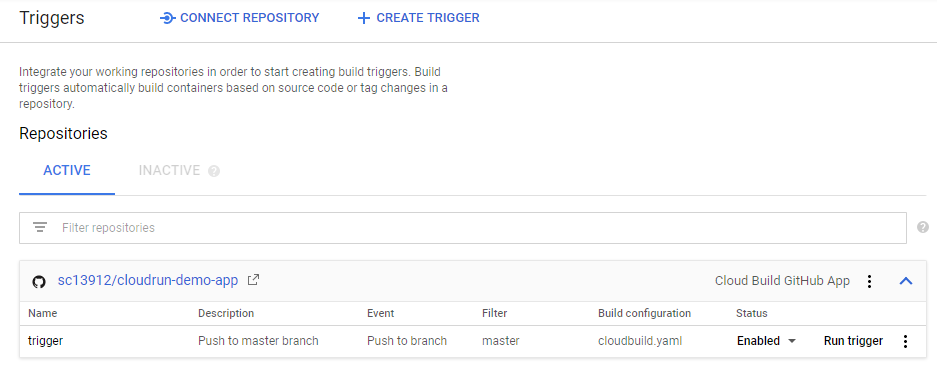 Triggers
CONNECT REPOSITORY
CREATE TRIGGER
Integrate your working repositories in order to start creating build triggers. Build
triggers automatically build containers based on source code or tag changes in a
repository.
Repositories
ACTIVE
INACTIVE ?
Filter repositories
?
sc13912/cloudrun-demo-app
Cloud Build GitHub App
Name Description Event Filter Build configuration Status
trigger Push to master branch Push to branch master cloudbuild.yaml Enabled Run trigger